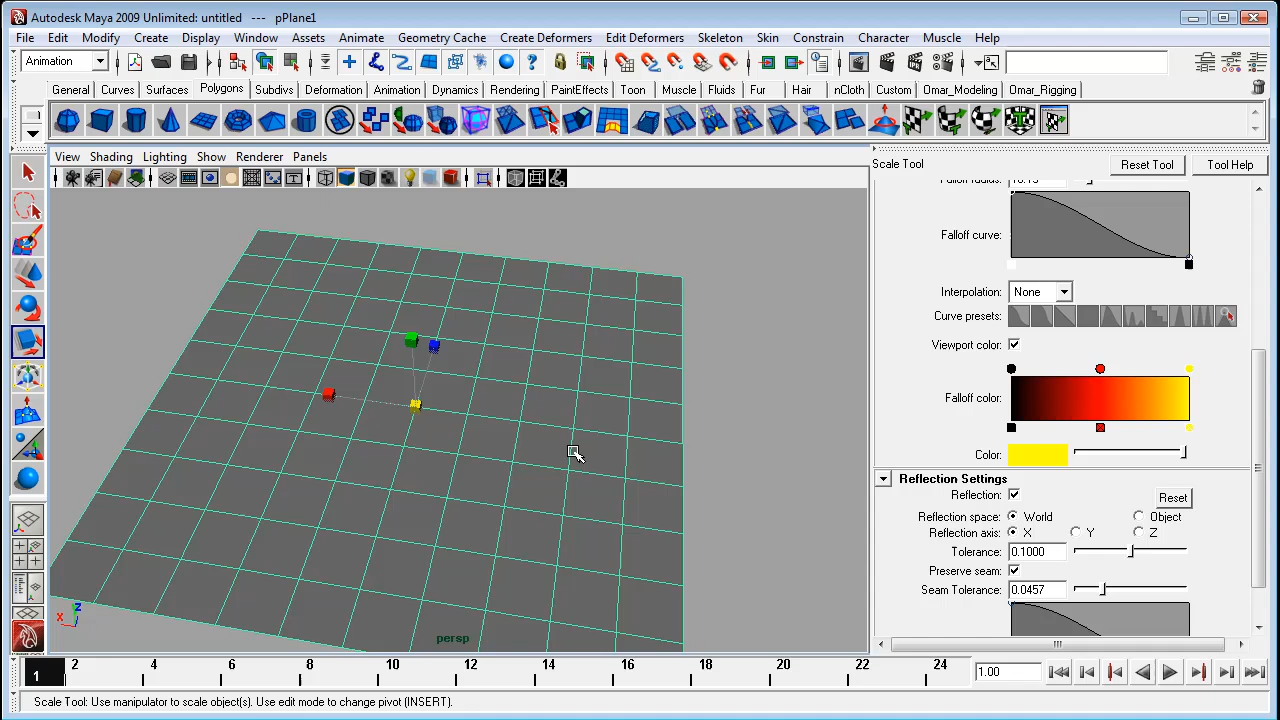 Autodesk Maya 2009 Unlimited: untitled --- pPlane1
File Edit Modify Create Display Window Assets Animate Geometry Cache Create Deformers Edit Deformers Skeleton Skin Constrain Character Muscle Help
Animation
General Curves Surfaces Polygons Subdivs Deformation Animation Dynamics Rendering PaintEffects Toon Muscle Fluids Fur Hair nCloth Custom Omar_Modeling Omar_Rigging
View Shading Lighting Show Renderer Panels
Scale Tool Reset Tool Tool Help
Falloff radius:
Falloff curve:
Interpolation: None
Curve presets:
Viewport color:
Falloff color:
Color:
Reflection Settings
Reflection: Reset
Reflection space: World Object
Reflection axis: X Y Z
Tolerance: 0.1000
Preserve seam:
Seam Tolerance: 0.0457
X Z
persp
1 2 4 6 8 10 12 14 16 18 20 22 24 1.00
Scale Tool: Use manipulator to scale object(s). Use edit mode to change pivot (INSERT).